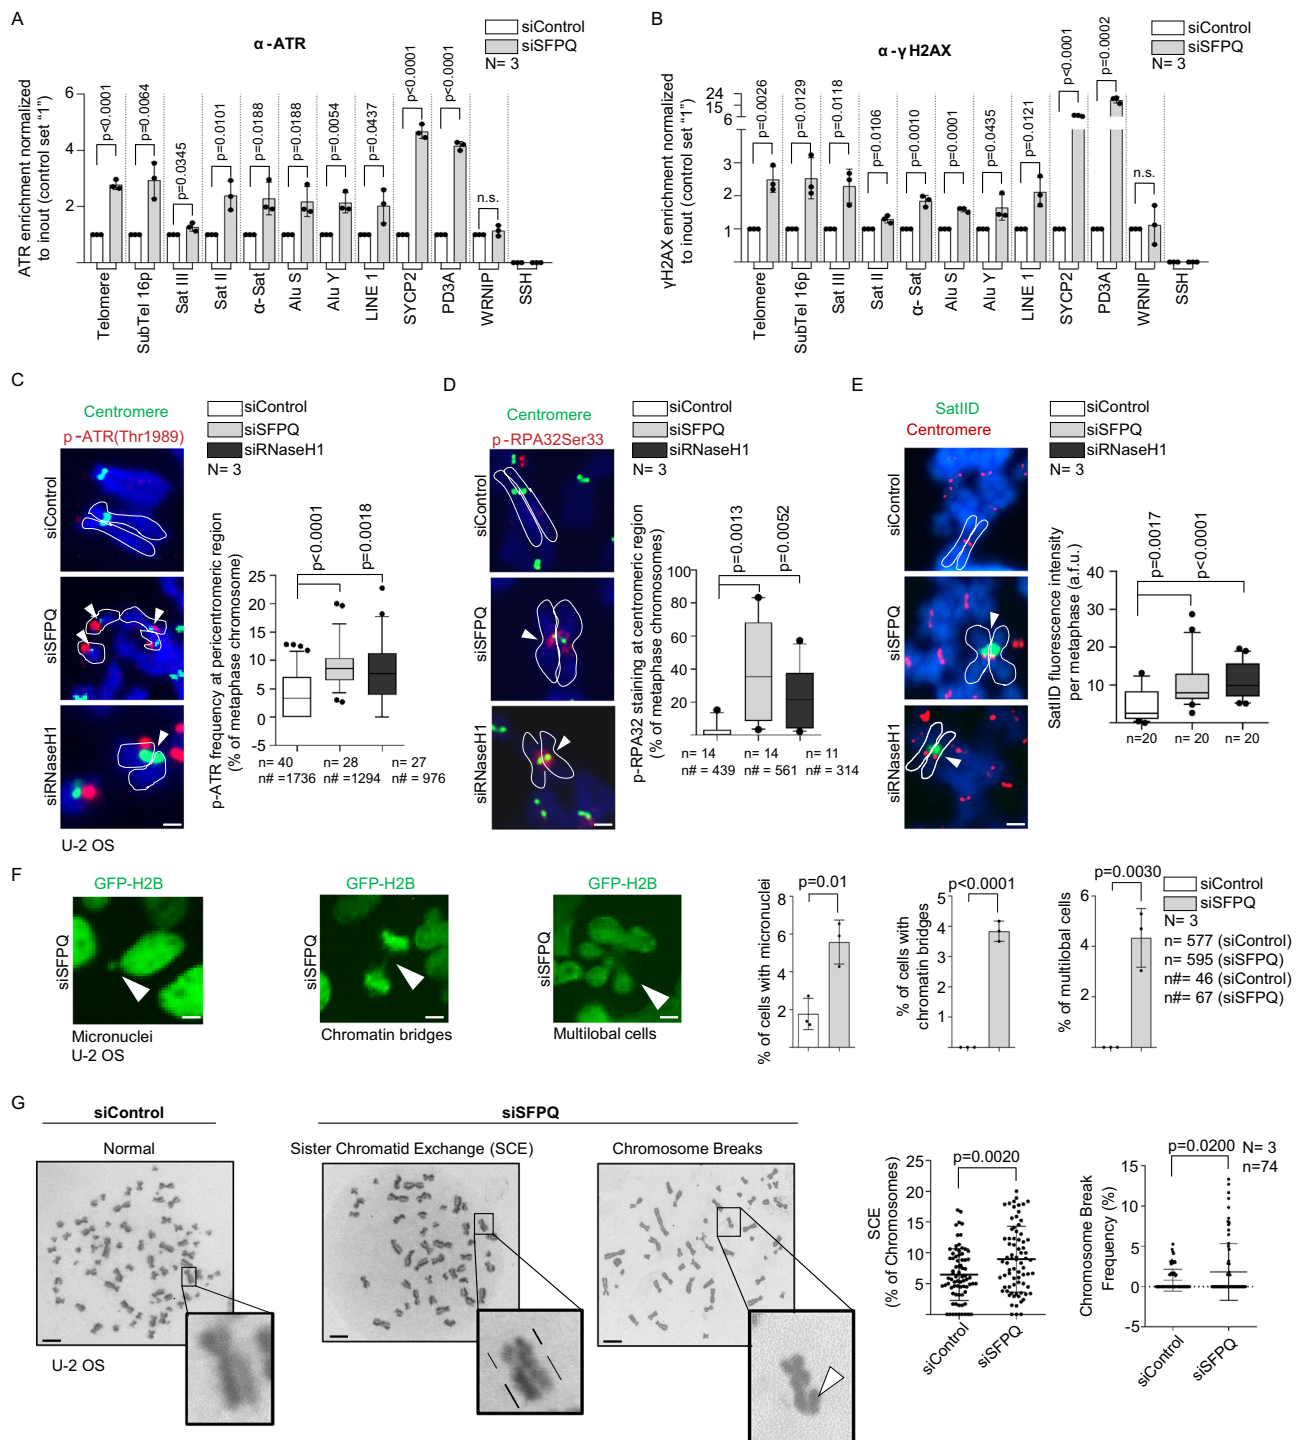 A
α-ATR
siControl
siSFPQ
N= 3
ATR enrichment normalized
to inout (control set “1”)
6
4
2
p<0.0001
p=0.0064
p=0.0345
p=0.0101
p=0.0188
p=0.0188
p=0.0054
p=0.0437
p<0.0001
p<0.0001
n.s.
Telomere
SubTel 16p
Sat III
Sat II
α-Sat
Alu S
Alu Y
LINE 1
SYCP2
PD3A
WRNIP
SSH
B
α-γH2AX
siControl
siSFPQ
N= 3
γH2AX enrichment normalized
to inout (control set “1”)
24
15
6
3
2
1
p=0.0026
p=0.0129
p=0.0118
p=0.0106
p=0.0010
p=0.0001
p=0.0435
p=0.0121
p<0.0001
p=0.0002
n.s.
Telomere
SubTel 16p
Sat III
Sat II
α-Sat
Alu S
Alu Y
LINE 1
SYCP2
PD3A
WRNIP
SSH
C
Centromere
p-ATR(Thr1989)
siControl
siSFPQ
siRNaseH1
U-2 OS
siControl
siSFPQ
siRNaseH1
N= 3
p-ATR frequency at pericentromeric region
(% of metaphase chromosome)
p<0.0001
p=0.0018
25
20
15
10
5
0
-5
n= 40
n= 28
n= 27
n# =1736
n# =1294
n# = 976
D
Centromere
p-RPA32Ser33
siControl
siSFPQ
siRNaseH1
siControl
siSFPQ
siRNaseH1
N= 3
p-RPA32 staining at centromeric region
(% of metaphase chromosomes)
p=0.0013
p=0.0052
100
80
60
40
20
n= 14
n= 14
n= 11
n# = 439
n# = 561
n# = 314
E
SatIID
Centromere
siControl
siSFPQ
siRNaseH1
siControl
siSFPQ
siRNaseH1
N= 3
SatIID fluorescence intensity
per metaphase (a.f.u.)
p=0.0017
p<0.0001
40
30
20
10
n=20
n=20
n= 20
F
GFP-H2B
siSFPQ
Micronuclei
U-2 OS
GFP-H2B
siSFPQ
Chromatin bridges
GFP-H2B
siSFPQ
Multilobal cells
% of cells with micronuclei
p=0.01
8
6
4
2
% of cells with
chromatin bridges
p<0.0001
5
4
3
2
1
% of multilobal cells
p=0.0030
6
4
2
siControl
siSFPQ
N= 3
n= 577 (siControl)
n= 595 (siSFPQ)
n#= 46 (siControl)
n#= 67 (siSFPQ)
G
siControl
Normal
U-2 OS
siSFPQ
Sister Chromatid Exchange (SCE)
Chromosome Breaks
SCE
(% of Chromosomes)
p=0.0020
25
20
15
10
5
siControl
siSFPQ
Chromosome Break
Frequency (%)
p=0.0200
N= 3
n=74
15
10
5
0
-5
siControl
siSFPQ